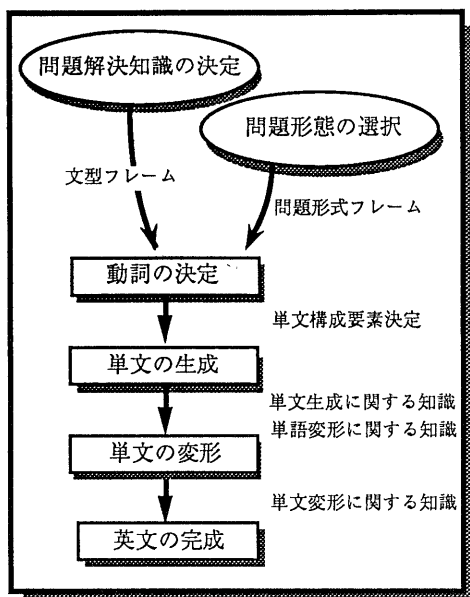 問題解決知識の決定
問題形態の選択
文型フレーム
問題形式フレーム
動詞の決定
単文構成要素決定
単文の生成
単文生成に関する知識
単語変形に関する知識
単文の変形
単文変形に関する知識
英文の完成